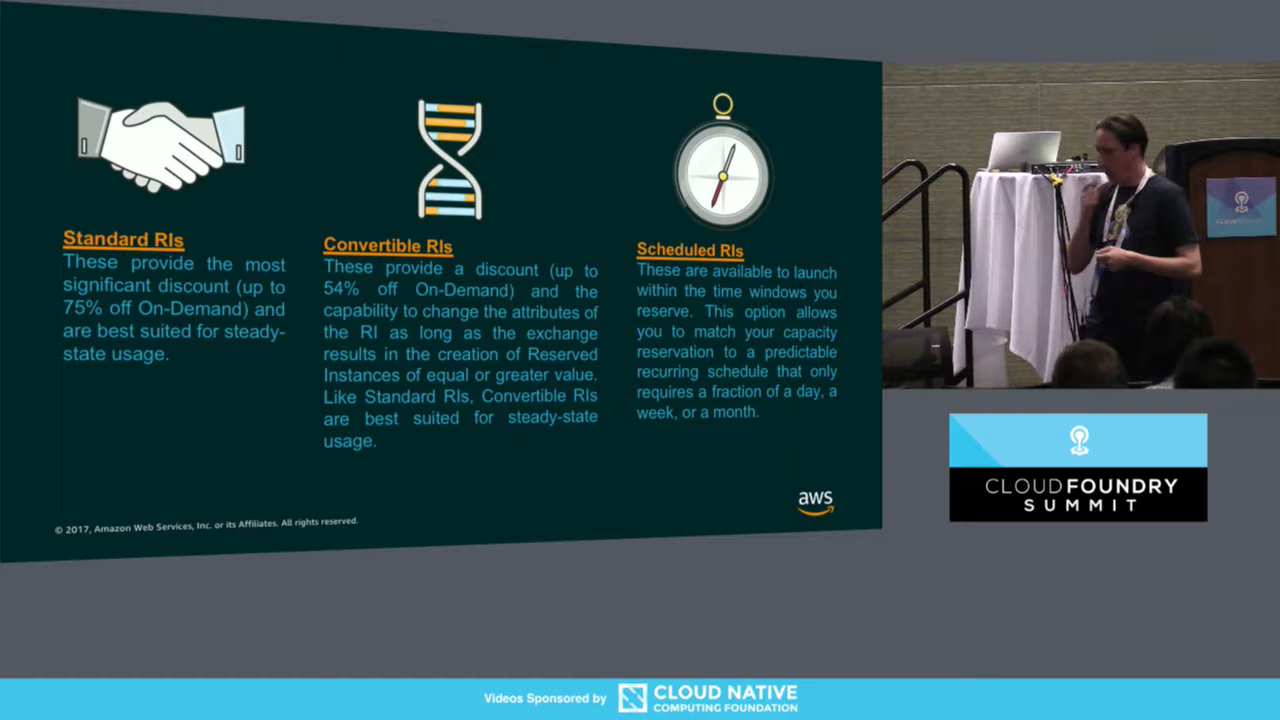 Standard RIs
These provide the most
significant discount (up to
75% off On-Demand) and
are best suited for steady-
state usage.
Convertible RIs
These provide a discount (up to
54% off On-Demand) and the
capability to change the attributes of
the RI as long as the exchange
results in the creation of Reserved
Instances of equal or greater value.
Like Standard RIs, Convertible RIs
are best suited for steady-state
usage.
Scheduled RIs
These are available to launch
within the time windows you
reserve. This option allows
you to match your capacity
reservation to a predictable
recurring schedule that only
requires a fraction of a day, a
week, or a month.
aws
© 2017, Amazon Web Services, Inc. or its Affiliates. All rights reserved.
CLOUD FOUNDRY
SUMMIT
Videos Sponsored by
CLOUD NATIVE
COMPUTING FOUNDATION